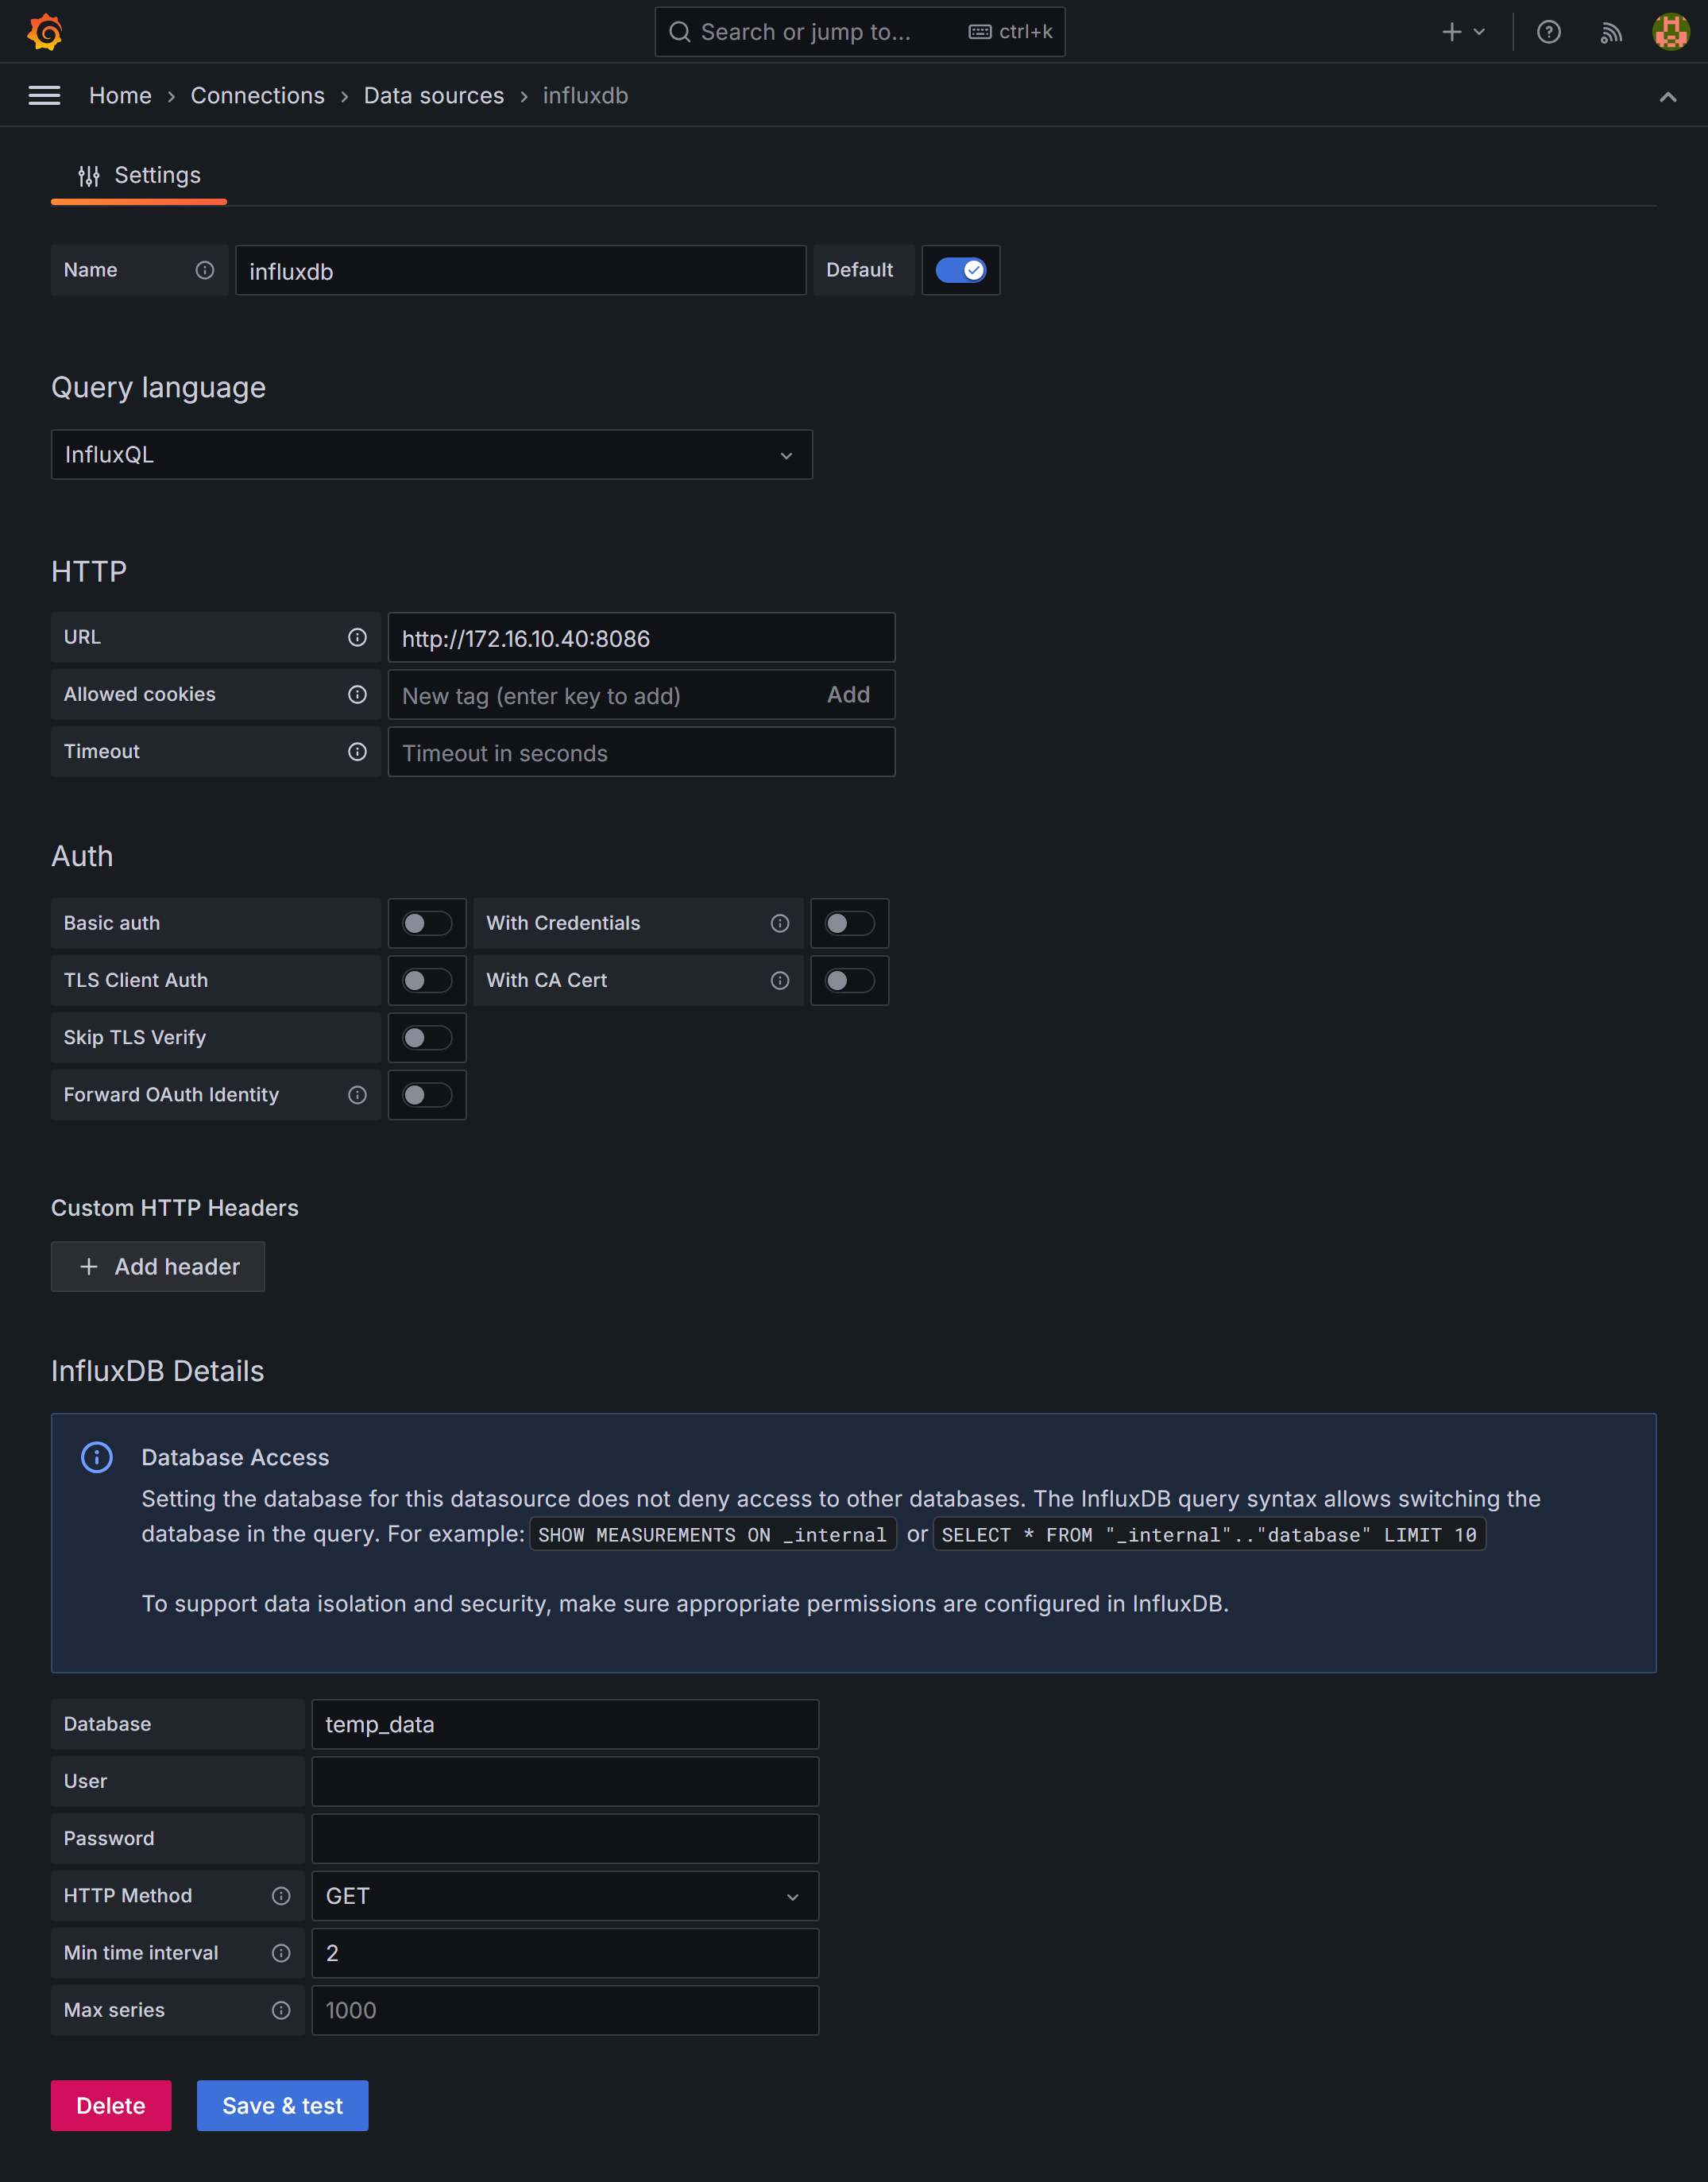 Search or jump to... ctrl+k
Home › Connections › Data sources › influxdb
Settings
Name influxdb Default
Query language
InfluxQL
HTTP
URL http://172.16.10.40:8086
Allowed cookies New tag (enter key to add) Add
Timeout Timeout in seconds
Auth
Basic auth With Credentials
TLS Client Auth With CA Cert
Skip TLS Verify
Forward OAuth Identity
Custom HTTP Headers
+ Add header
InfluxDB Details
Database Access
Setting the database for this datasource does not deny access to other databases. The InfluxDB query syntax allows switching the
database in the query. For example: SHOW MEASUREMENTS ON _internal or SELECT * FROM "_internal".."database" LIMIT 10
To support data isolation and security, make sure appropriate permissions are configured in InfluxDB.
Database temp_data
User
Password
HTTP Method GET
Min time interval 2
Max series 1000
Delete Save & test